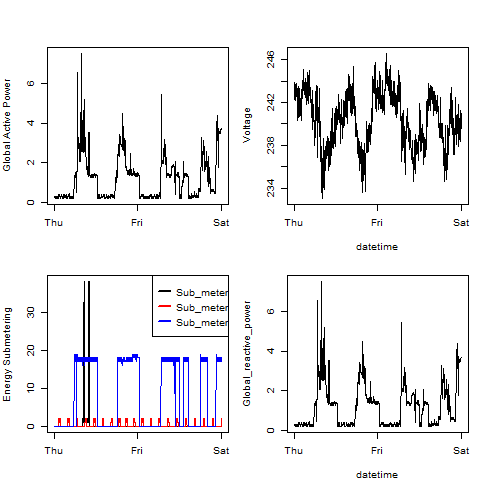 Global Active Power
0 2 4 6
Thu Fri Sat
Voltage
234 238 242 246
Thu Fri Sat
datetime
Energy Submetering
0 10 20 30
Sub_meter
Sub_meter
Sub_meter
Thu Fri Sat
Global_reactive_power
0 2 4 6
Thu Fri Sat
datetime